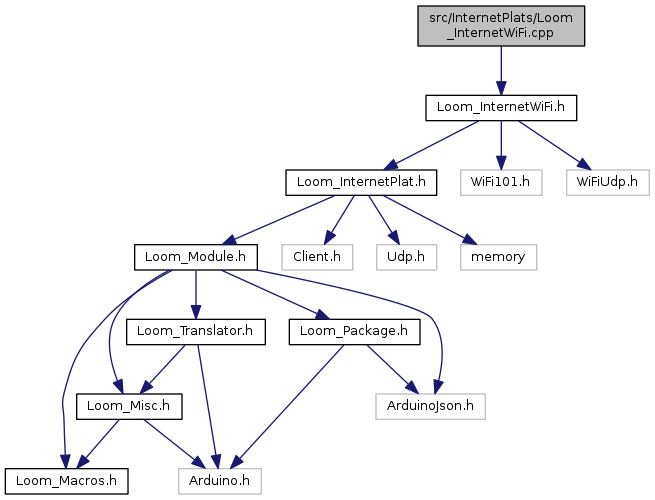 src/InternetPlats/Loom
_InternetWiFi.cpp
Loom_InternetWiFi.h
Loom_InternetPlat.h
WiFi101.h
WiFiUdp.h
Loom_Module.h
Client.h
Udp.h
memory
Loom_Translator.h
Loom_Package.h
Loom_Misc.h
ArduinoJson.h
Loom_Macros.h
Arduino.h